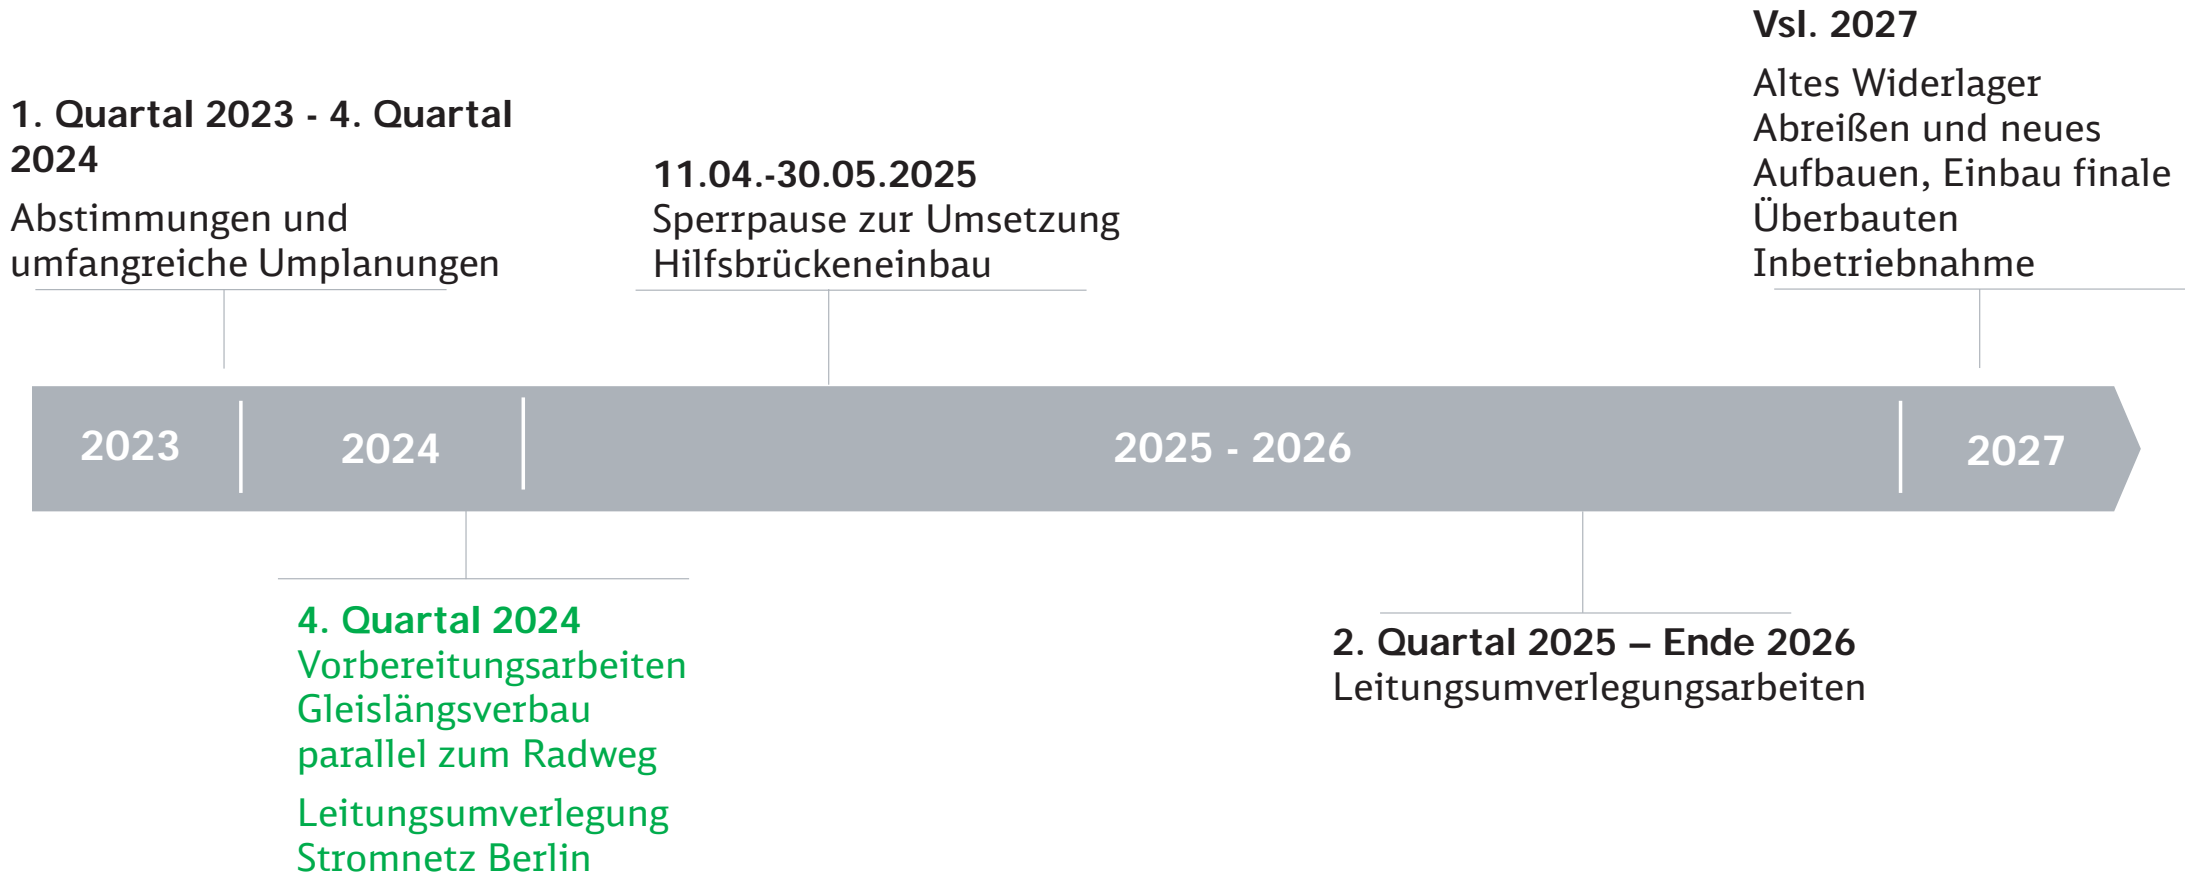 1. Quartal 2023 - 4. Quartal
2024
Abstimmungen und
umfangreiche Umplanungen
11.04.-30.05.2025
Sperrpause zur Umsetzung
Hilfsbrückeneinbau
Vsl. 2027
Altes Widerlager
Abreißen und neues
Aufbauen, Einbau finale
Überbauten
Inbetriebnahme
2023
2024
2025 - 2026
2027
4. Quartal 2024
Vorbereitungsarbeiten
Gleislängsverbau
parallel zum Radweg
Leitungsumverlegung
Stromnetz Berlin
2. Quartal 2025 – Ende 2026
Leitungsumverlegungsarbeiten